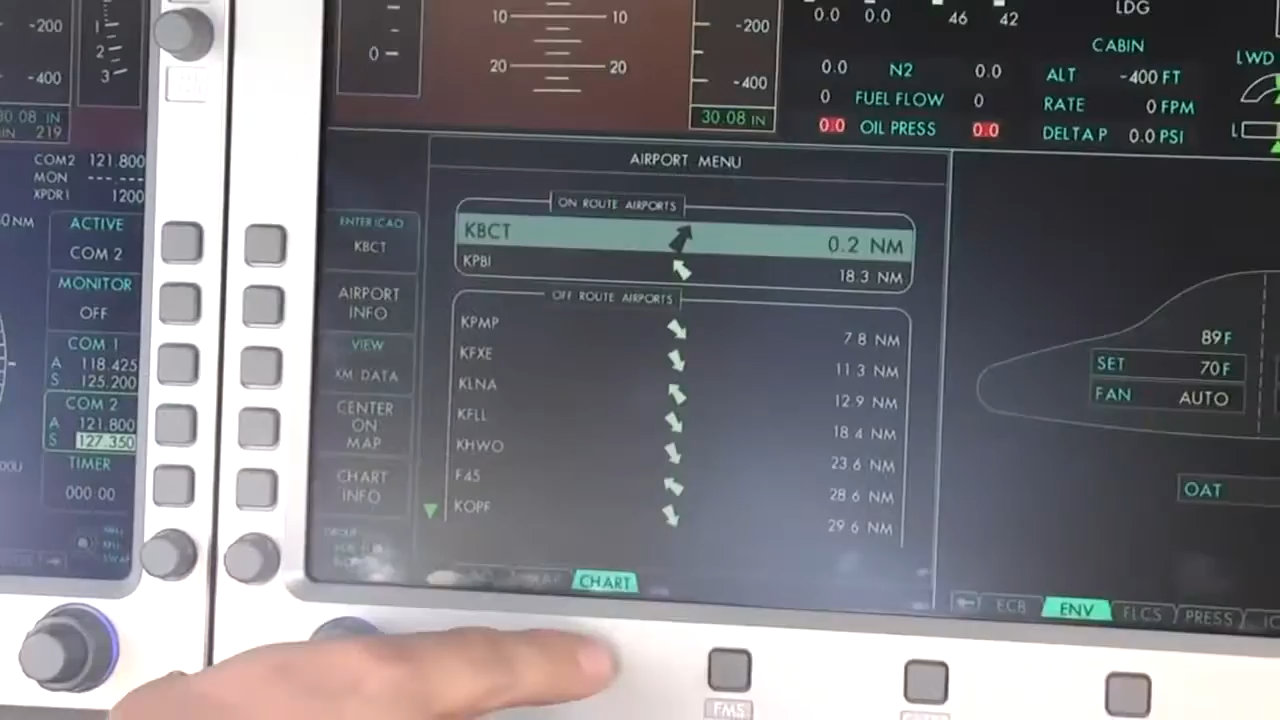 -200
-400
1
2
3
30.08 IN
219
COM2 121.800
MON --.---
XPDR1 1200
NM
ACTIVE
COM 2
MONITOR
OFF
COM 1
A 118.425
S 125.200
COM 2
A 121.800
S 127.350
TIMER
000:00
0
10 10
20 20
-200
-400
30.08 IN
0.0 0.0
46 42
LDG
0.0 N2 0.0
0 FUEL FLOW 0
0.0 OIL PRESS 0.0
CABIN
ALT -400 FT
RATE 0 FPM
DELTA P 0.0 PSI
LWD
L
AIRPORT MENU
ENTER ICAO
KBCT
AIRPORT
INFO
VIEW
XM DATA
CENTER
ON
MAP
CHART
INFO
ON ROUTE AIRPORTS
KBCT 0.2 NM
KPBI 18.3 NM
OFF ROUTE AIRPORTS
KPMP 7.8 NM
KFXE 11.3 NM
KLNA 12.9 NM
KFLL 18.4 NM
KHWO 23.6 NM
F45 28.6 NM
KOPF 29.6 NM
CHART
89F
SET 70F
FAN AUTO
OAT
ECB ENV FLCS PRESS
FMS